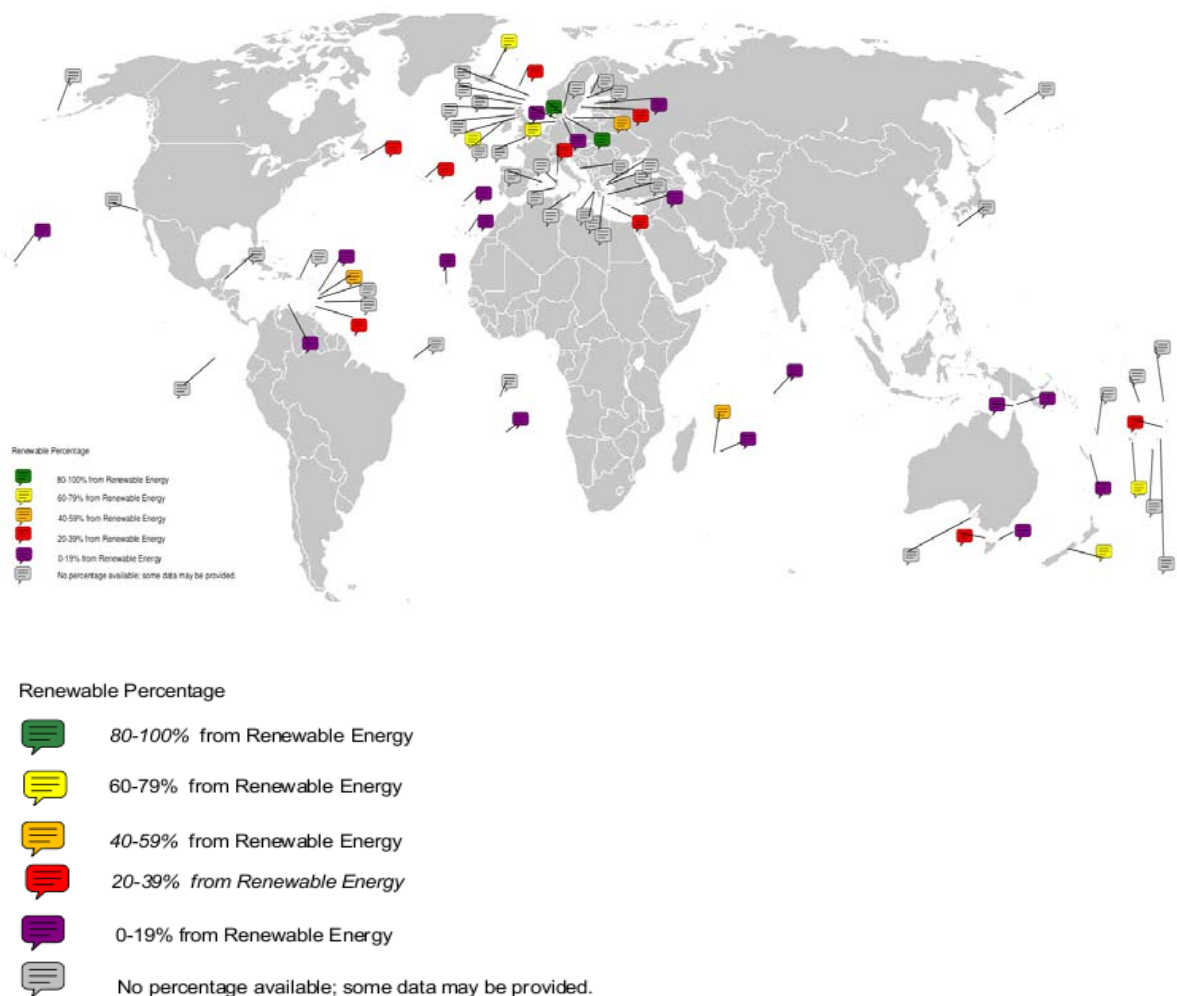 Renewable Percentage
80-100% from Renewable Energy
60-79% from Renewable Energy
40-59% from Renewable Energy
20-39% from Renewable Energy
0-19% from Renewable Energy
No percentage available; some data may be provided.
Renewable Percentage
80-100% from Renewable Energy
60-79% from Renewable Energy
40-59% from Renewable Energy
20-39% from Renewable Energy
0-19% from Renewable Energy
No percentage available; some data may be provided.